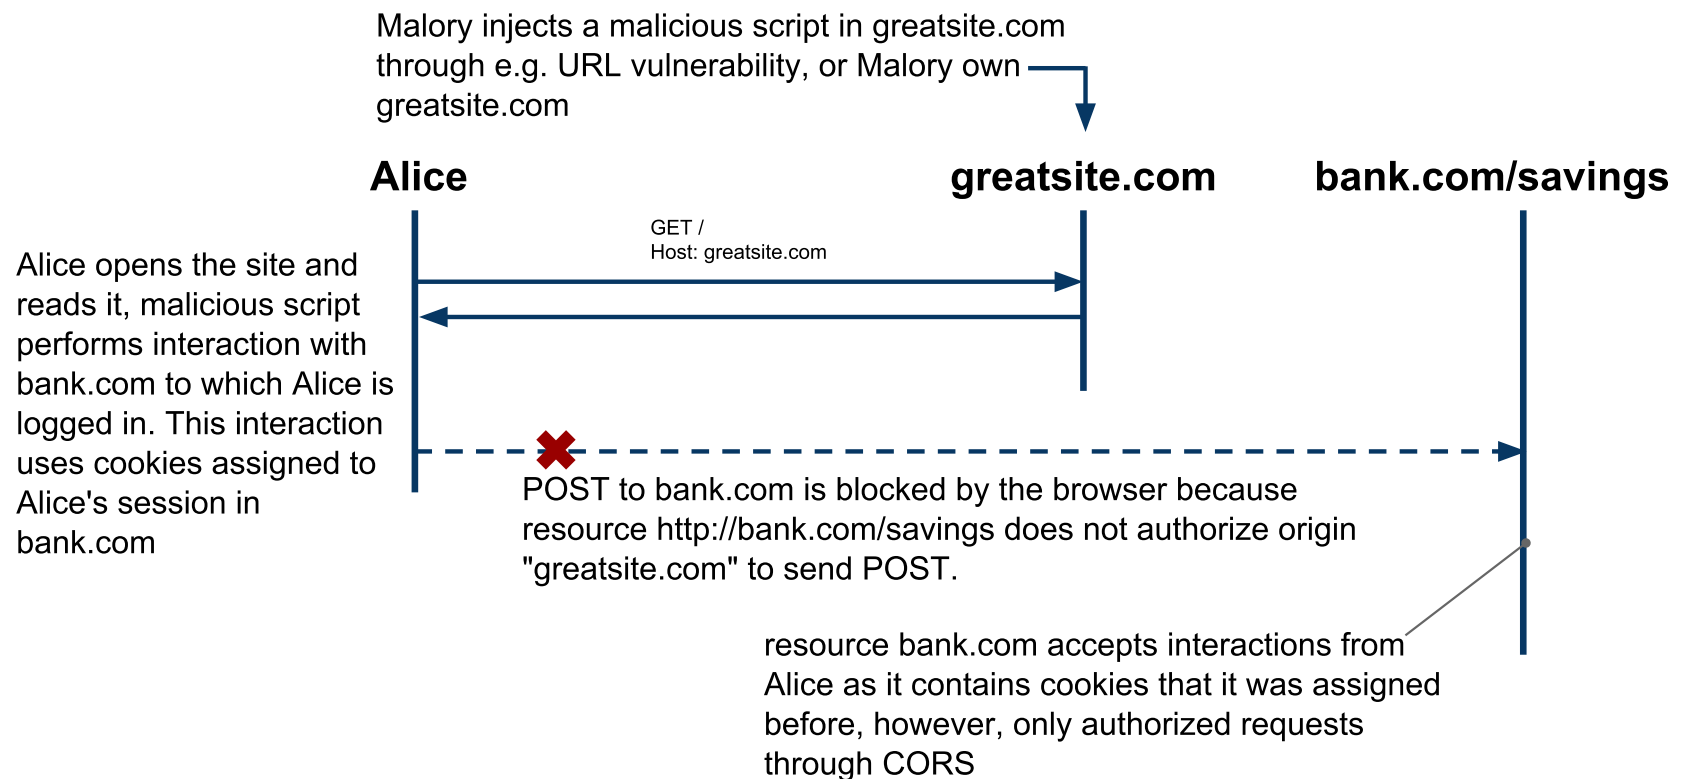 Malory injects a malicious script in greatsite.com
through e.g. URL vulnerability, or Malory own
greatsite.com
Alice
greatsite.com
bank.com/savings
GET /
Host: greatsite.com
Alice opens the site and
reads it, malicious script
performs interaction with
bank.com to which Alice is
logged in. This interaction
uses cookies assigned to
Alice's session in
bank.com
POST to bank.com is blocked by the browser because
resource http://bank.com/savings does not authorize origin
"greatsite.com" to send POST.
resource bank.com accepts interactions from
Alice as it contains cookies that it was assigned
before, however, only authorized requests
through CORS